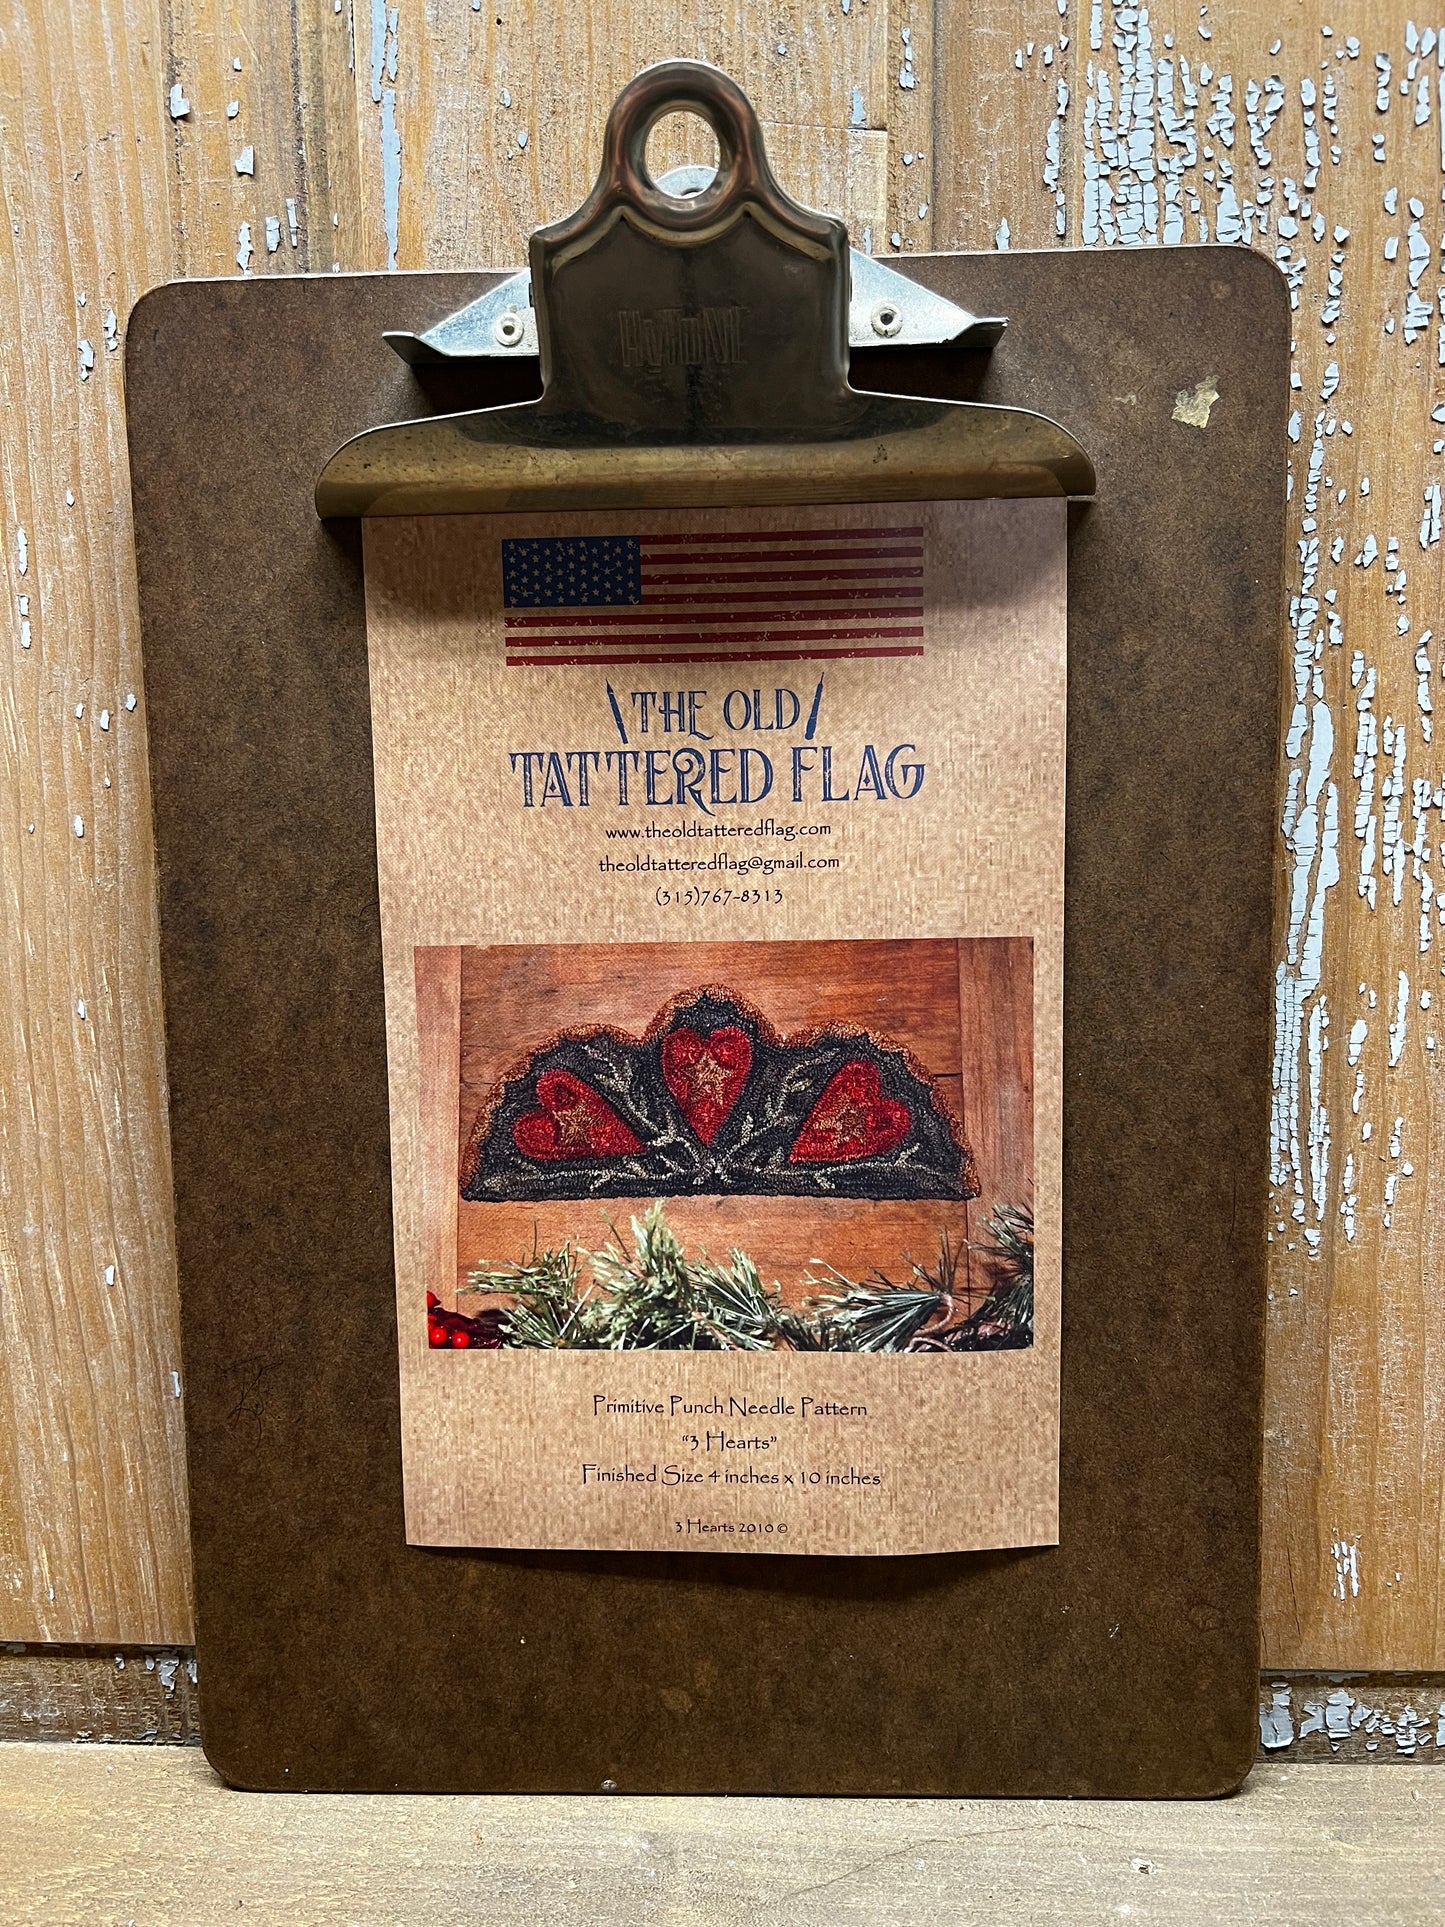 HyTONE
THE OLD
TATTERED FLAG
www.theoldtatteredflag.com
theoldtatteredflag@gmail.com
(315)767-8313
Primitive Punch Needle Pattern
“3 Hearts”
Finished Size 4 inches x 10 inches
3 Hearts 2010 ©